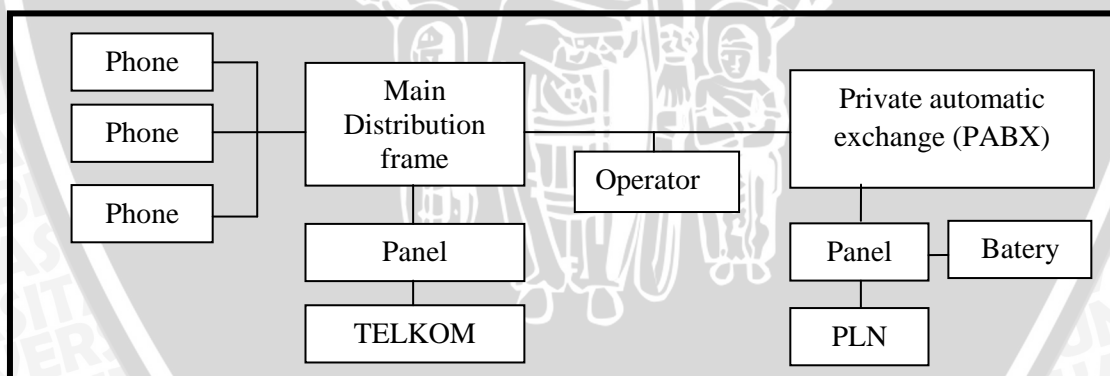 Phone
Phone
Phone
Main
Distribution
frame
Operator
Private automatic
exchange (PABX)
Panel
TELKOM
Panel
Batery
PLN